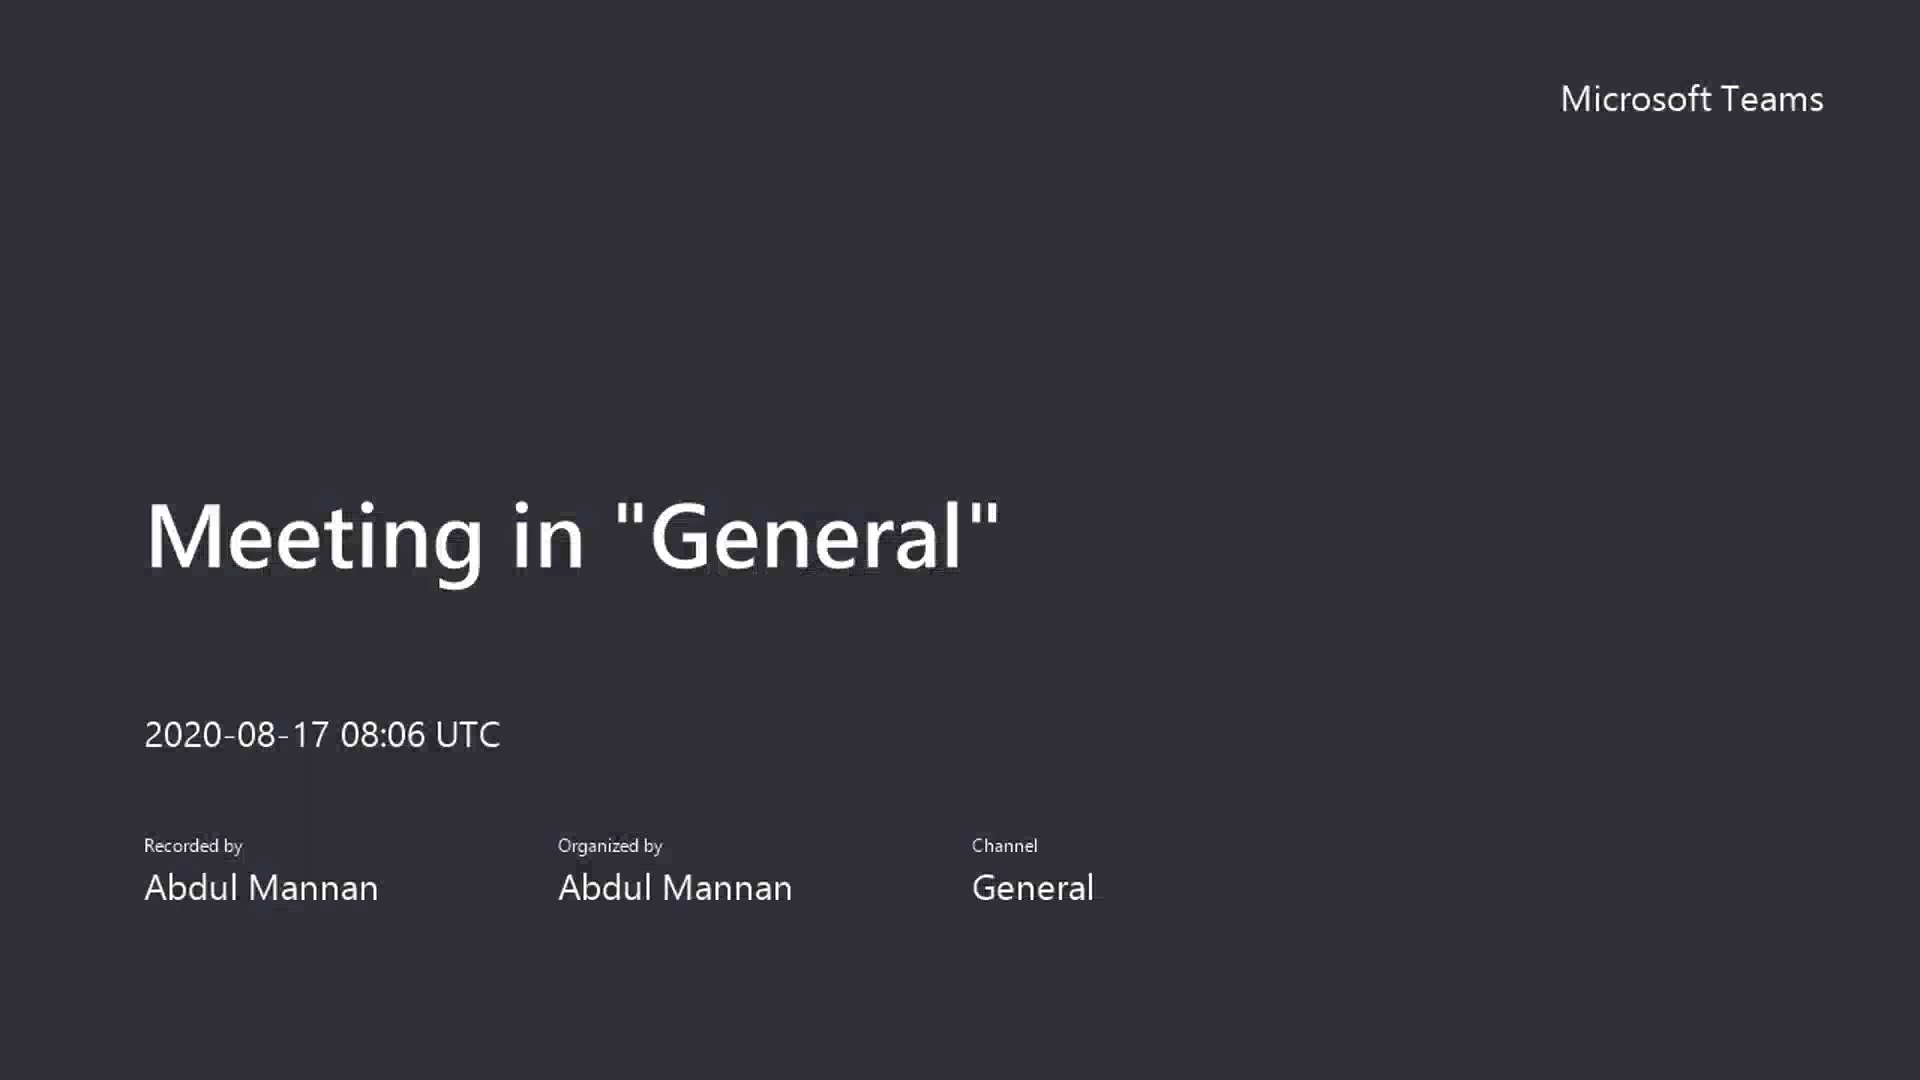 Microsoft Teams
Meeting in "General"
2020-08-17 08:06 UTC
Recorded by
Abdul Mannan
Organized by
Abdul Mannan
Channel
General